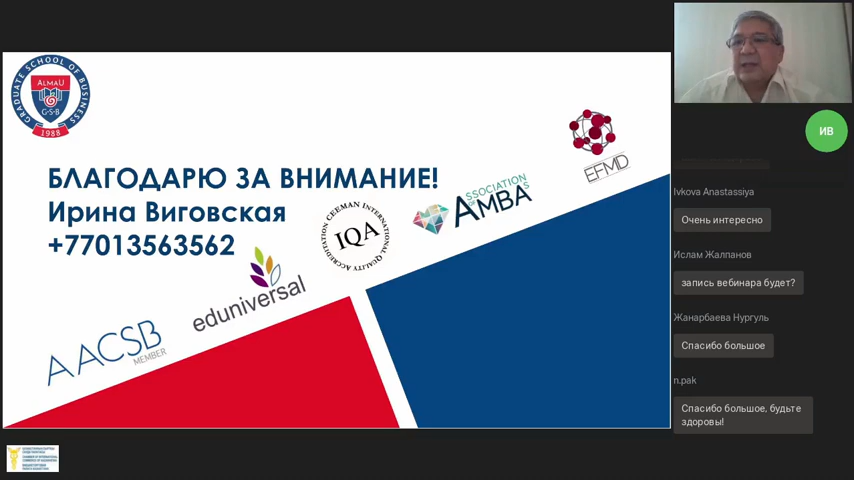 GRADUATE SCHOOL OF BUSINESS
ALMAU
G·S·B
1988
БЛАГОДАРЮ ЗА ВНИМАНИЕ!
Ирина Виговская
+77013563562
AACSB
MEMBER
eduniversal
CEEMAN INTERNATIONAL QUALITY ACCREDITATION
IQA
ASSOCIATION
OF
AMBAS
EFMD
ИВ
Ivkova Anastassiya
Очень интересно
Ислам Жалпанов
запись вебинара будет?
Жанарбаева Нургуль
Спасибо большое
n.pak
Спасибо большое, будьте
здоровы!